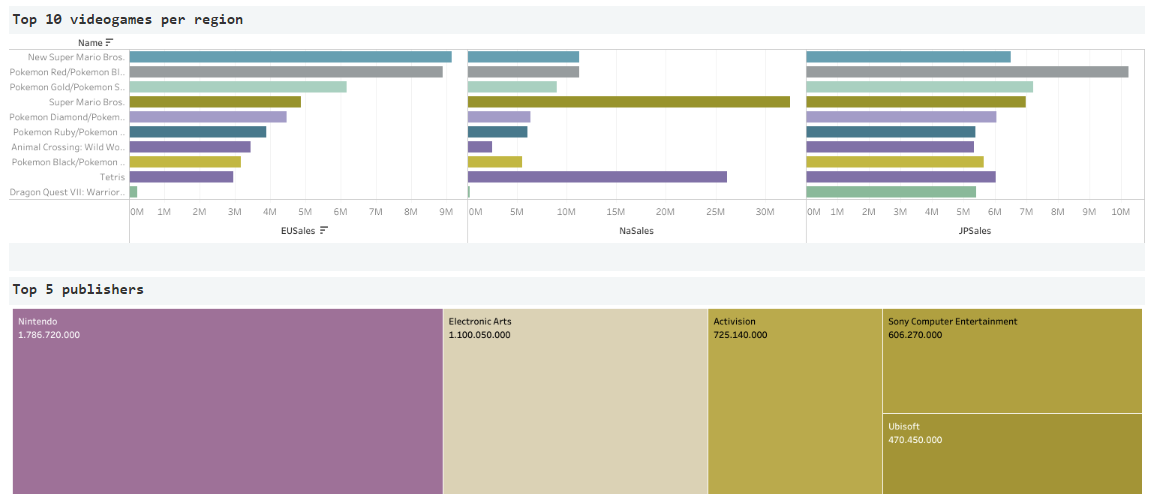 Top 10 videogames per region
Name
New Super Mario Bros.
Pokemon Red/Pokemon Bl..
Pokemon Gold/Pokemon S..
Super Mario Bros.
Pokemon Diamond/Pokem..
Pokemon Ruby/Pokemon ..
Animal Crossing: Wild Wo..
Pokemon Black/Pokemon ..
Tetris
Dragon Quest VII: Warrior..
0M 1M 2M 3M 4M 5M 6M 7M 8M 9M
0M 5M 10M 15M 20M 25M 30M
0M 1M 2M 3M 4M 5M 6M 7M 8M 9M 10M
EUSales
NaSales
JPSales
Top 5 publishers
Nintendo
1.786.720.000
Electronic Arts
1.100.050.000
Activision
725.140.000
Sony Computer Entertainment
606.270.000
Ubisoft
470.450.000